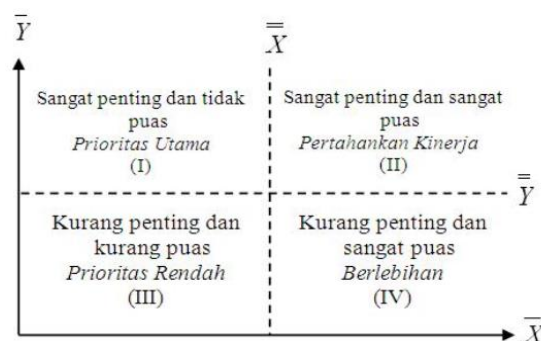 Y̅
X̿
Sangat penting dan tidak
puas
Prioritas Utama
(I)
Sangat penting dan sangat
puas
Pertahankan Kinerja
(II)
Y̿
Kurang penting dan
kurang puas
Prioritas Rendah
(III)
Kurang penting dan
sangat puas
Berlebihan
(IV)
X̅